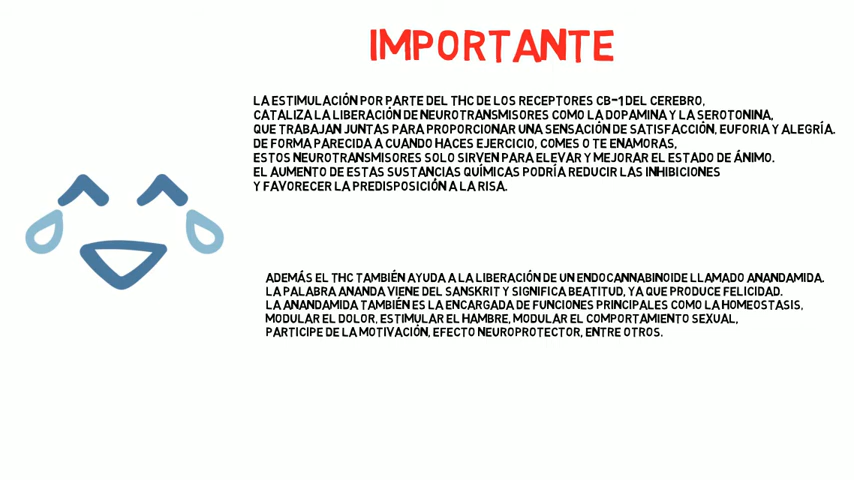 IMPORTANTE
LA ESTIMULACIÓN POR PARTE DEL THC DE LOS RECEPTORES CB-1 DEL CEREBRO,
CATALIZA LA LIBERACIÓN DE NEUROTRANSMISORES COMO LA DOPAMINA Y LA SEROTONINA,
QUE TRABAJAN JUNTAS PARA PROPORCIONAR UNA SENSACIÓN DE SATISFACCIÓN, EUFORIA Y ALEGRÍA.
DE FORMA PARECIDA A CUANDO HACES EJERCICIO, COMES O TE ENAMORAS,
ESTOS NEUROTRANSMISORES SOLO SIRVEN PARA ELEVAR Y MEJORAR EL ESTADO DE ÁNIMO.
EL AUMENTO DE ESTAS SUSTANCIAS QUÍMICAS PODRÍA REDUCIR LAS INHIBICIONES
Y FAVORECER LA PREDISPOSICIÓN A LA RISA.
ADEMÁS EL THC TAMBIÉN AYUDA A LA LIBERACIÓN DE UN ENDOCANNABINOIDE LLAMADO ANANDAMIDA.
LA PALABRA ANANDA VIENE DEL SANSKRIT Y SIGNIFICA BEATITUD, YA QUE PRODUCE FELICIDAD.
LA ANANDAMIDA TAMBIÉN ES LA ENCARGADA DE FUNCIONES PRINCIPALES COMO LA HOMEOSTASIS,
MODULAR EL DOLOR, ESTIMULAR EL HAMBRE, MODULAR EL COMPORTAMIENTO SEXUAL,
PARTICIPE DE LA MOTIVACIÓN, EFECTO NEUROPROTECTOR, ENTRE OTROS.